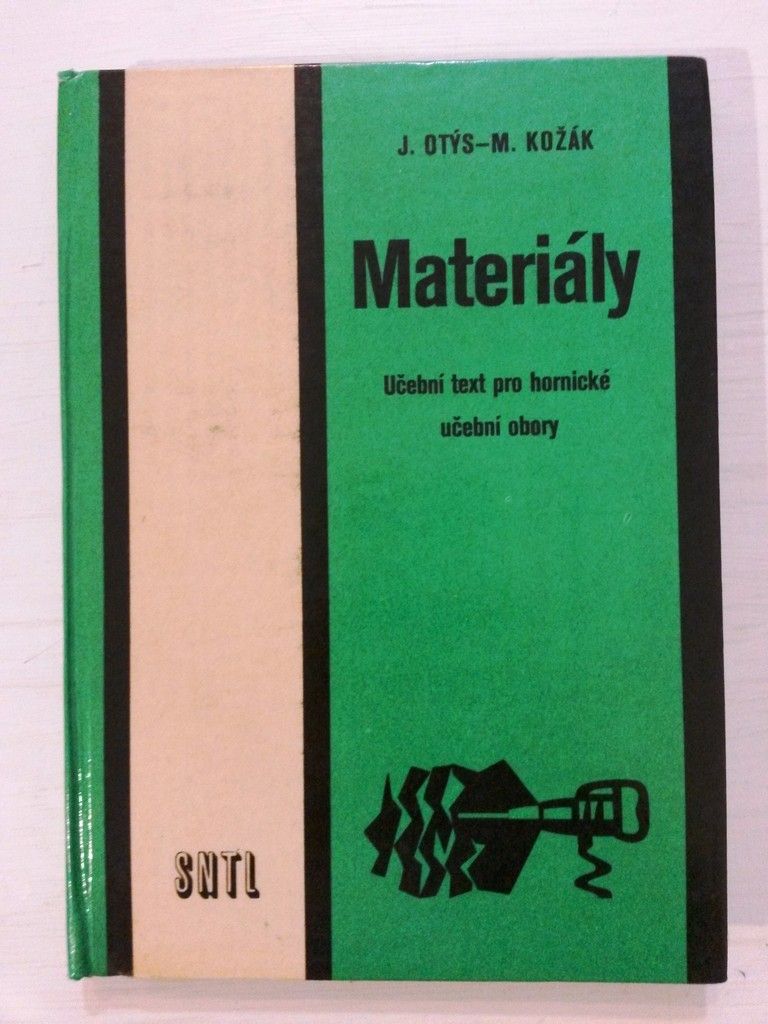 J. OTÝS–M. KOŽÁK
Materiály
Učební text pro hornické
učební obory
SNTL